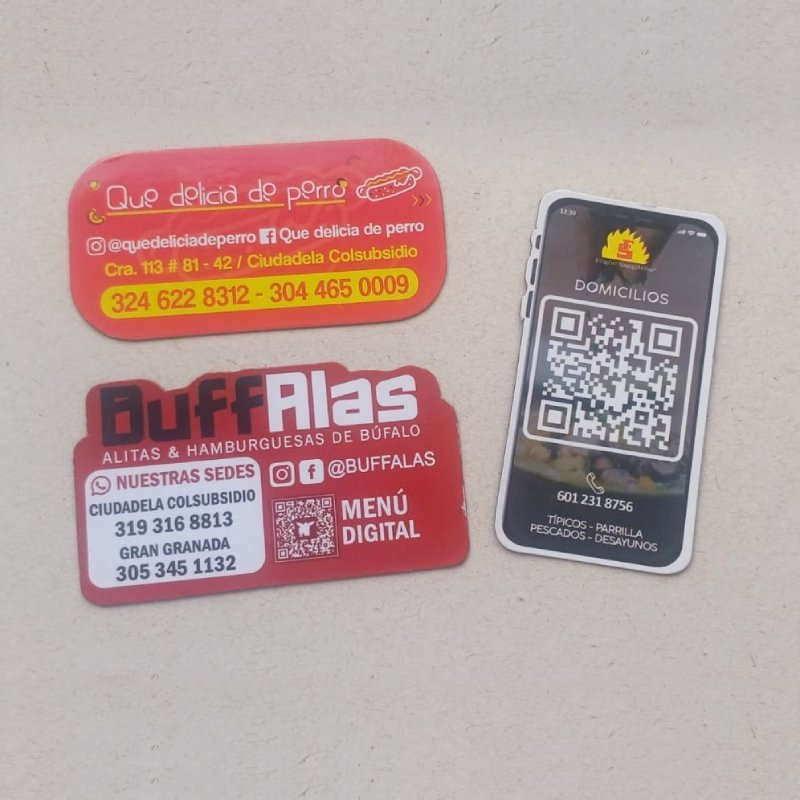 Que delicia de perro
@quedeliciadeperro Que delicia de perro
Cra. 113 # 81 - 42 / Ciudadela Colsubsidio
324 622 8312 - 304 465 0009
BuffAlas
ALITAS & HAMBURGUESAS DE BÚFALO
NUESTRAS SEDES
CIUDADELA COLSUBSIDIO
319 316 8813
GRAN GRANADA
305 345 1132
@BUFFALAS
MENÚ
DIGITAL
12:30
DOMICILIOS
601 231 8756
TÍPICOS - PARRILLA
PESCADOS - DESAYUNOS